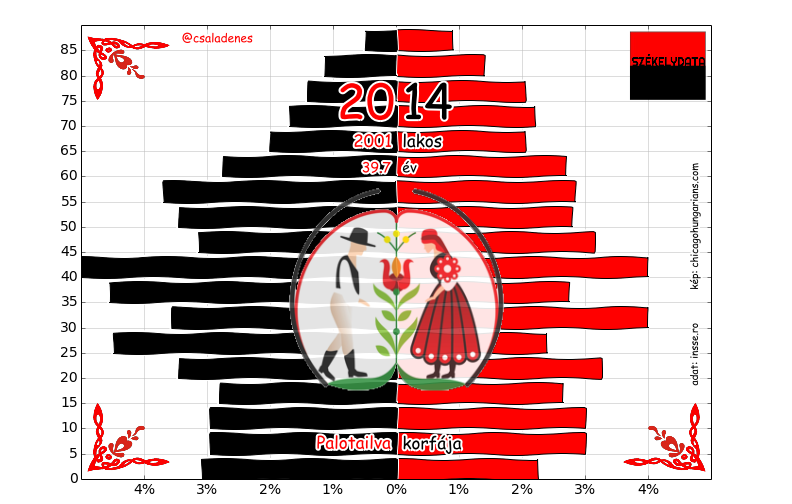 @csaladenes
SZÉKELYDATA
2014
2001 lakos
39.7 év
85
80
75
70
65
60
55
50
45
40
35
30
25
20
15
10
5
0
kép: chicagohungarians.com
adat: insse.ro
Palotailva korfája
4% 3% 2% 1% 0% 1% 2% 3% 4%